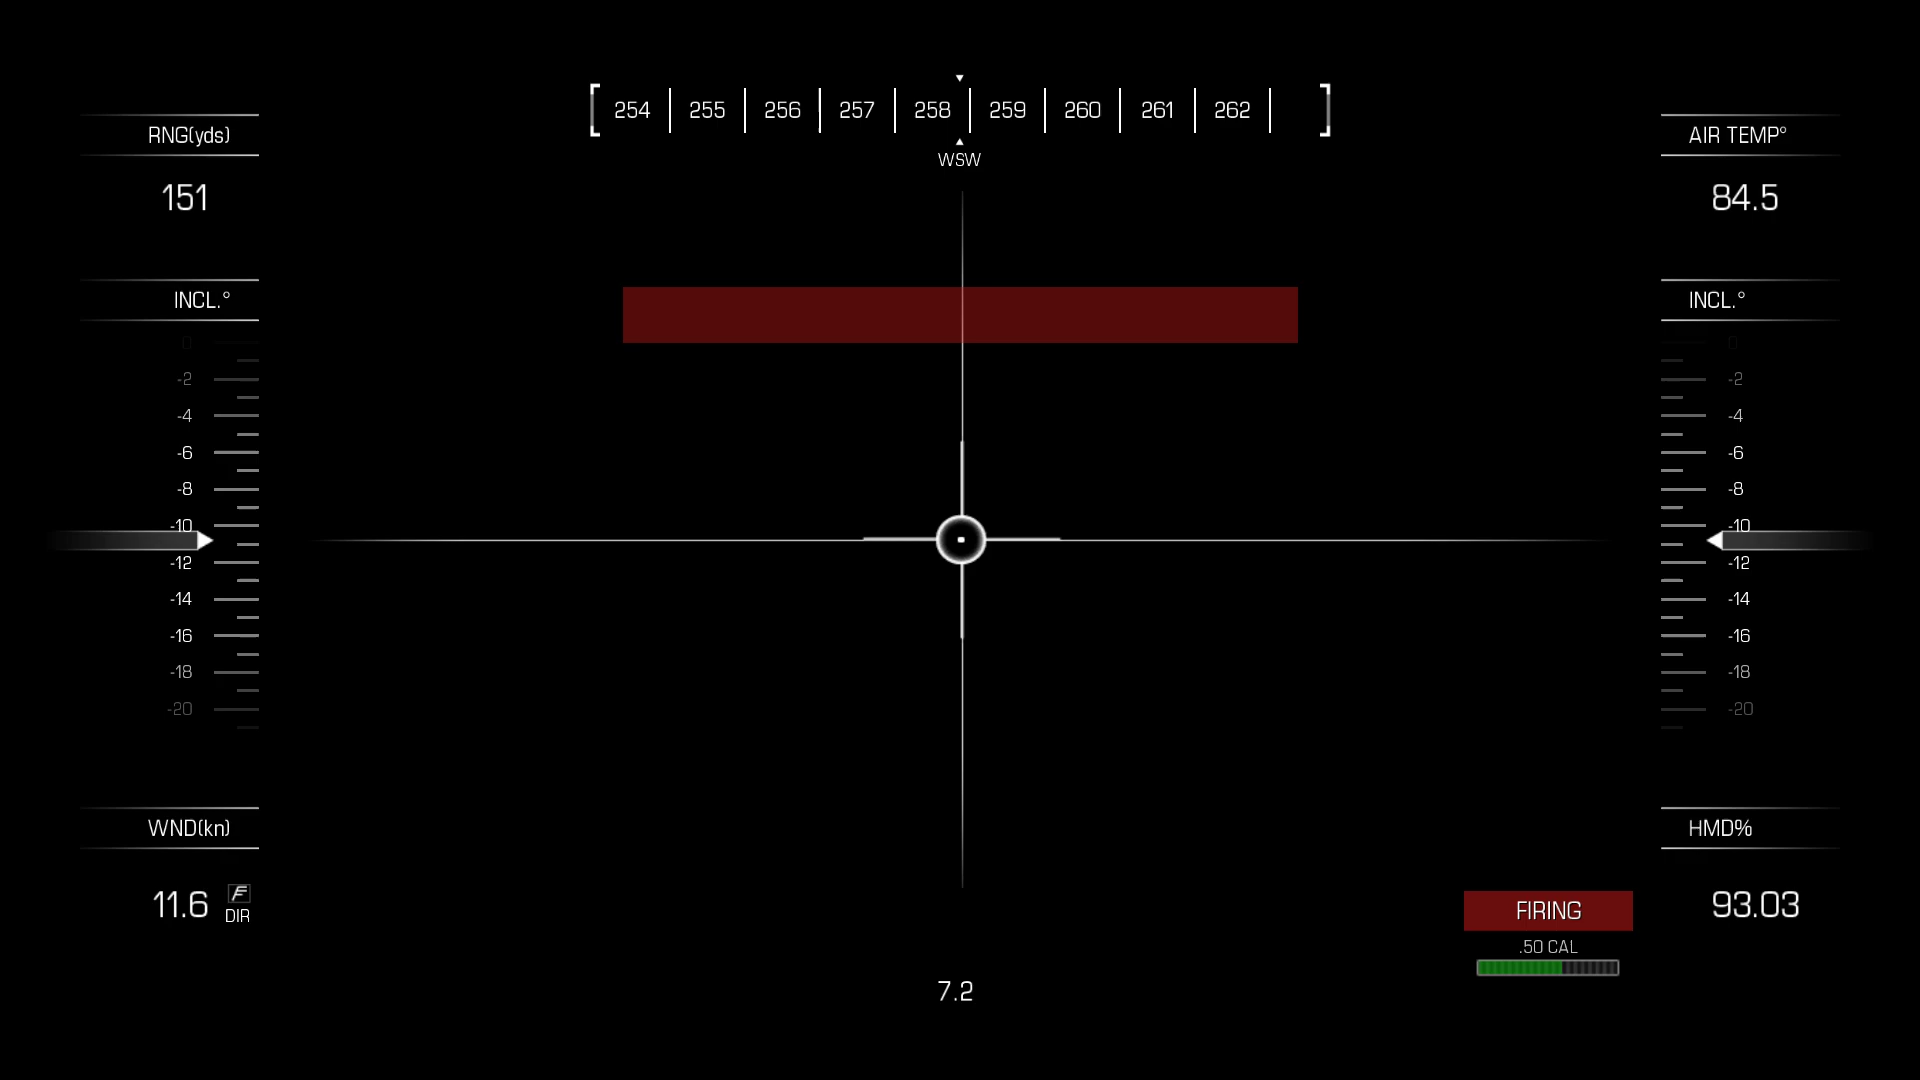 254 255 256 257 258 259 260 261 262
WSW
RNG(yds)
151
INCL.°
0
-2
-4
-6
-8
-10
-12
-14
-16
-18
-20
WND(kn)
11.6
F
DIR
AIR TEMP°
84.5
INCL.°
0
-2
-4
-6
-8
-10
-12
-14
-16
-18
-20
HMD%
93.03
FIRING
.50 CAL
7.2